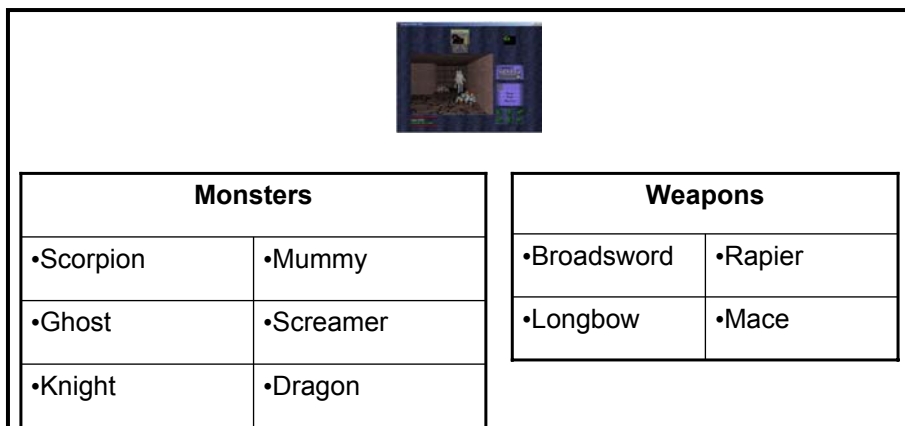 Monsters
•Scorpion
•Mummy
•Ghost
•Screamer
•Knight
•Dragon
Weapons
•Broadsword
•Rapier
•Longbow
•Mace